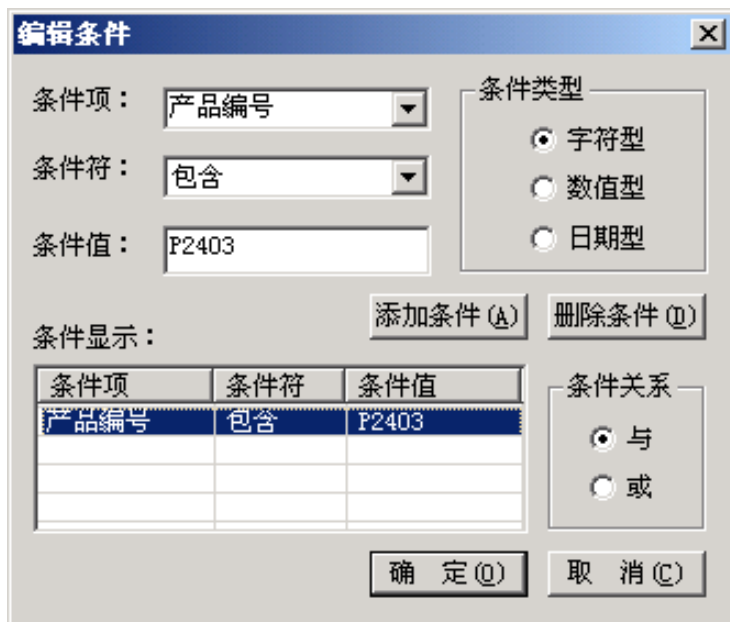 编辑条件
条件项： 产品编号
条件符： 包含
条件值： P2403
条件类型
字符型
数值型
日期型
添加条件(A) 删除条件(D)
条件显示：
条件项 条件符 条件值
产品编号 包含 P2403
条件关系
与
或
确 定(O) 取 消(C)